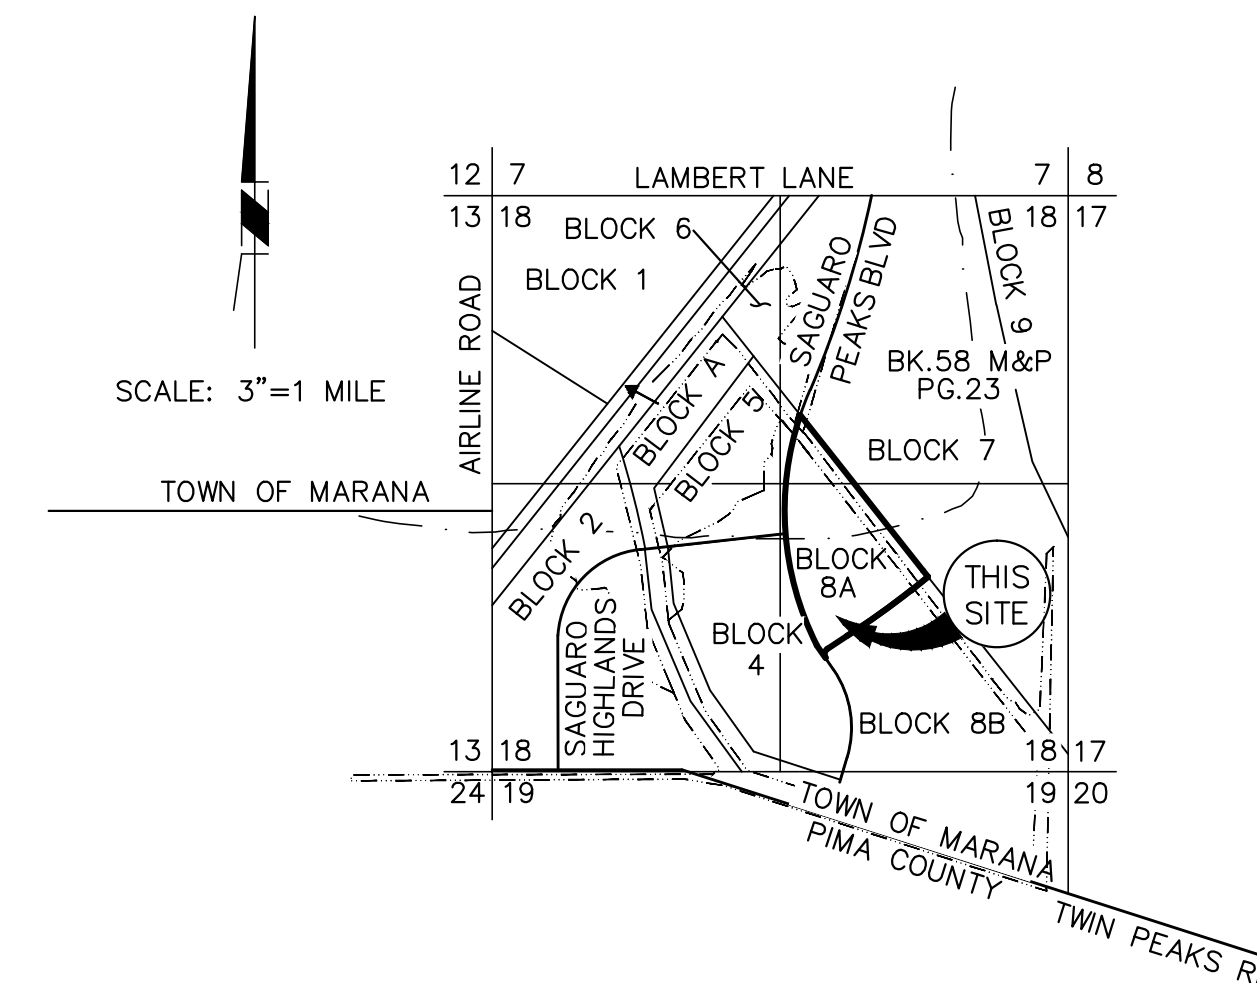 12 7
LAMBERT LANE
7 8
13 18
18 17
BLOCK 6
BLOCK 1
SAGUARO
PEAKS BLVD
BLOCK 9
AIRLINE ROAD
SCALE: 3"=1 MILE
BK.58 M&P
PG.23
BLOCK A
BLOCK 5
BLOCK 7
TOWN OF MARANA
BLOCK 2
BLOCK
8A
THIS
SITE
BLOCK
4
SAGUARO
HIGHLANDS
DRIVE
BLOCK 8B
13 18
18 17
24 19
19 20
TOWN OF MARANA
PIMA COUNTY
TWIN PEAKS